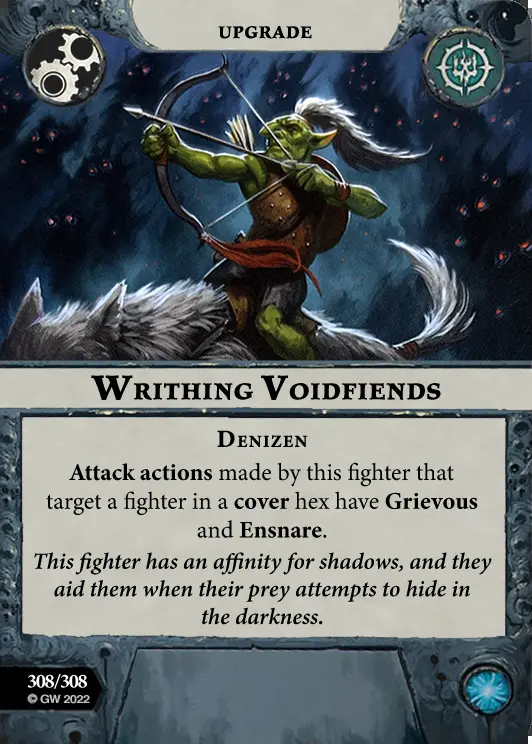 UPGRADE
WRITHING VOIDFIENDS
DENIZEN
Attack actions made by this fighter that
target a fighter in a cover hex have Grievous
and Ensnare.
This fighter has an affinity for shadows, and they
aid them when their prey attempts to hide in
the darkness.
308/308
© GW 2022